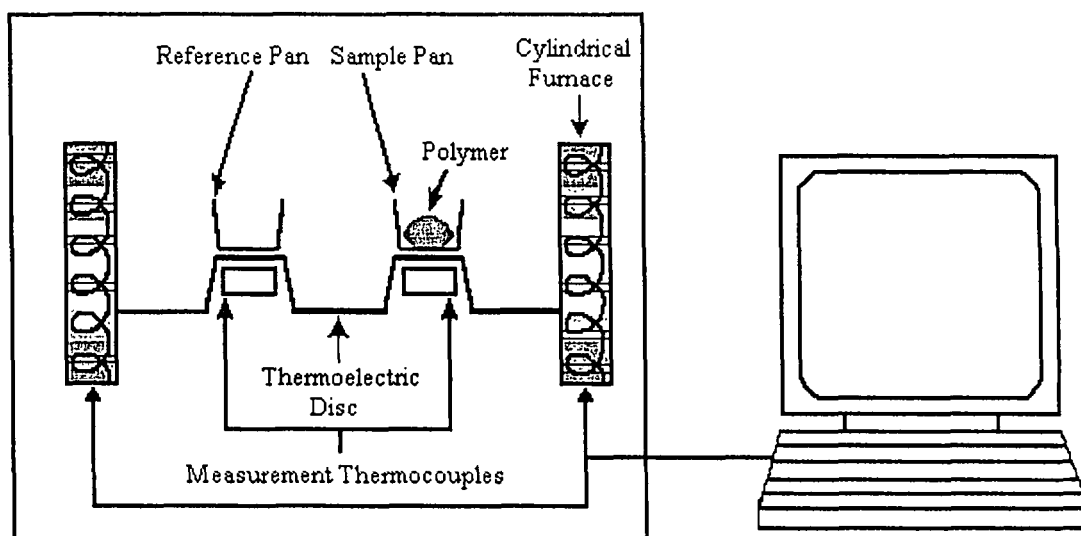 Reference Pan
Sample Pan
Cylindrical
Furnace
Polymer
Thermoelectric
Disc
Measurement Thermocouples